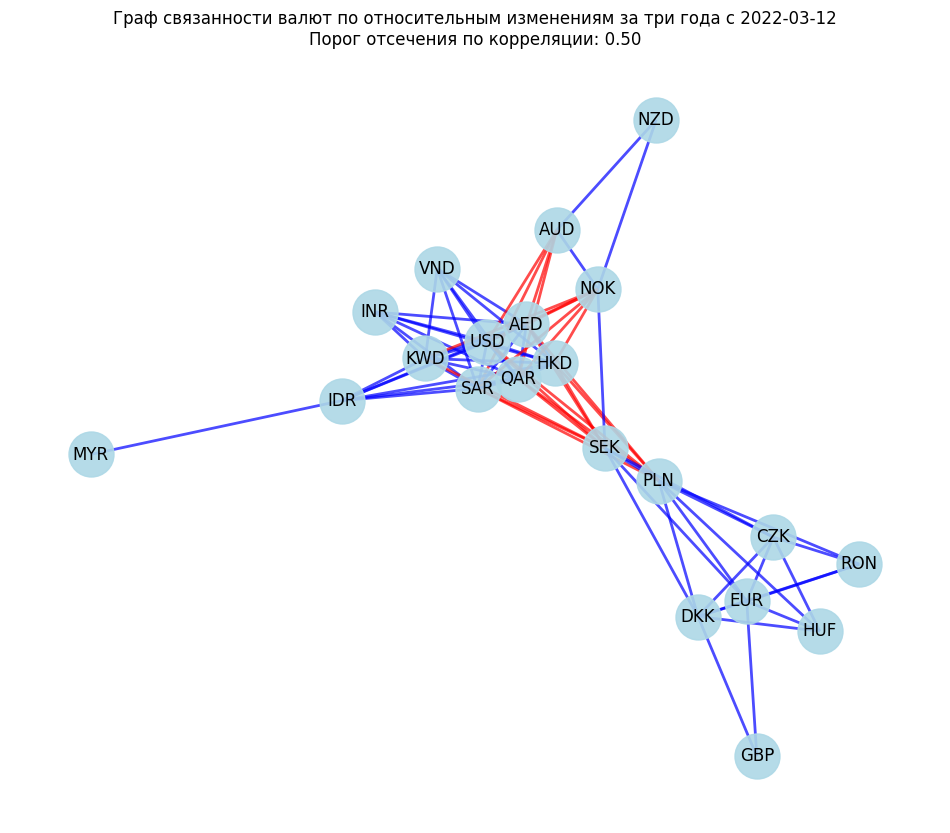 Граф связанности валют по относительным изменениям за три года с 2022-03-12
Порог отсечения по корреляции: 0.50
NZD
AUD
VND
NOK
INR
AED
USD
KWD
HKD
QAR
SAR
IDR
SEK
MYR
PLN
CZK
RON
EUR
DKK
HUF
GBP